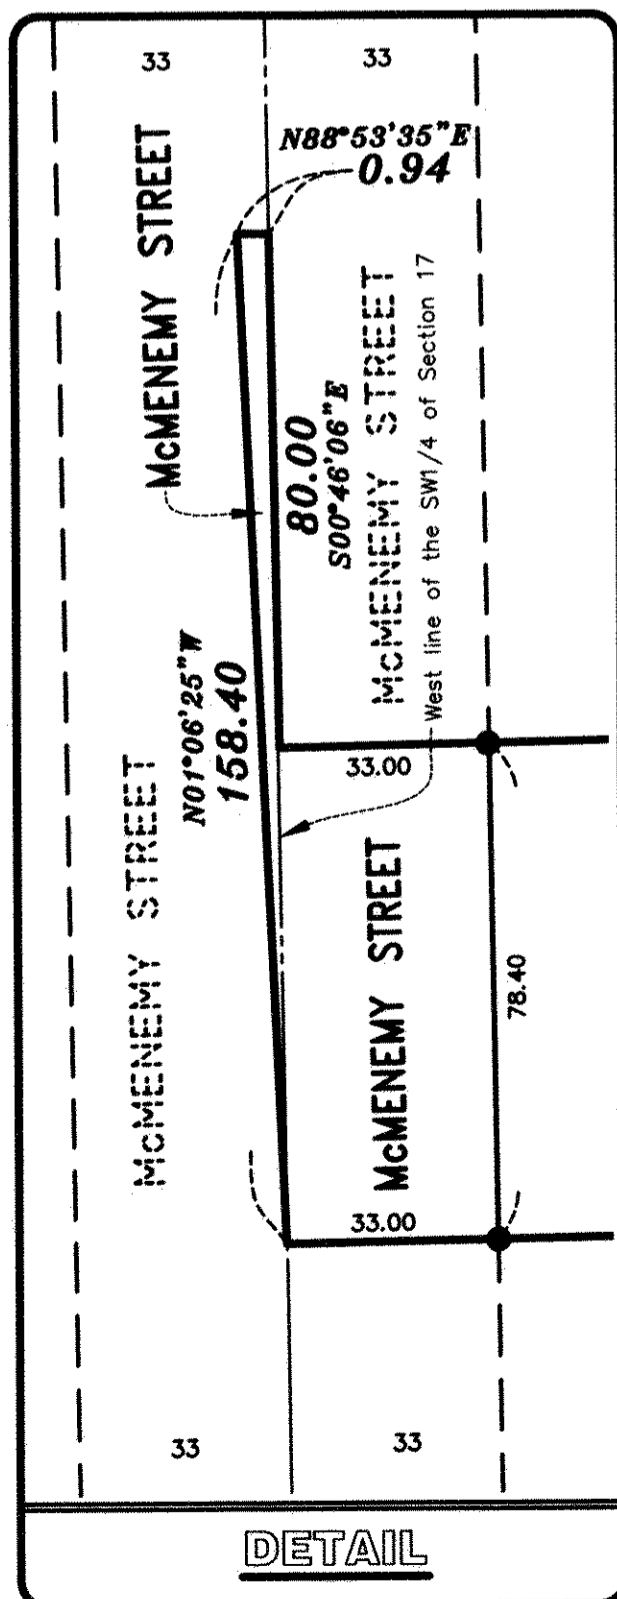 33
33
N88°53'35"E
0.94
McMENEMY STREET
McMENEMY STREET
West line of the SW1/4 of Section 17
80.00
S00°46'06"E
N01°06'25"W
158.40
33.00
McMENEMY STREET
McMENEMY STREET
78.40
33.00
33
33
DETAIL